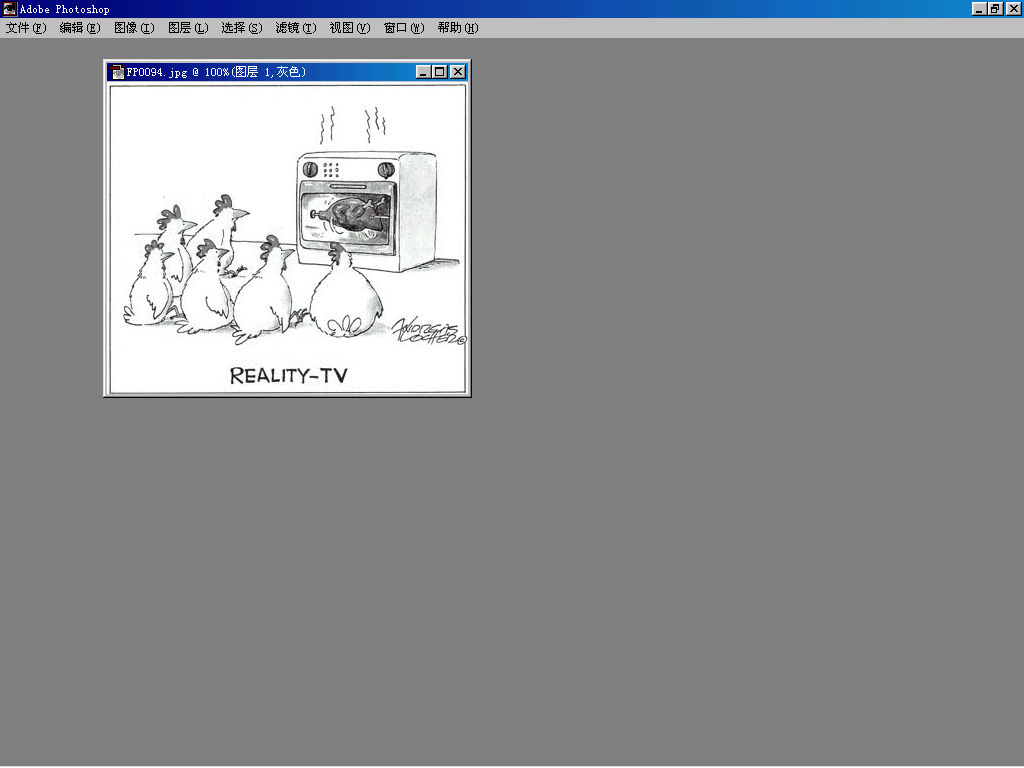 Adobe Photoshop
文件(F) 编辑(E) 图像(I) 图层(L) 选择(S) 滤镜(T) 视图(V) 窗口(W) 帮助(H)
FP0094.jpg @ 100%(图层 1,灰色)
REALITY-TV